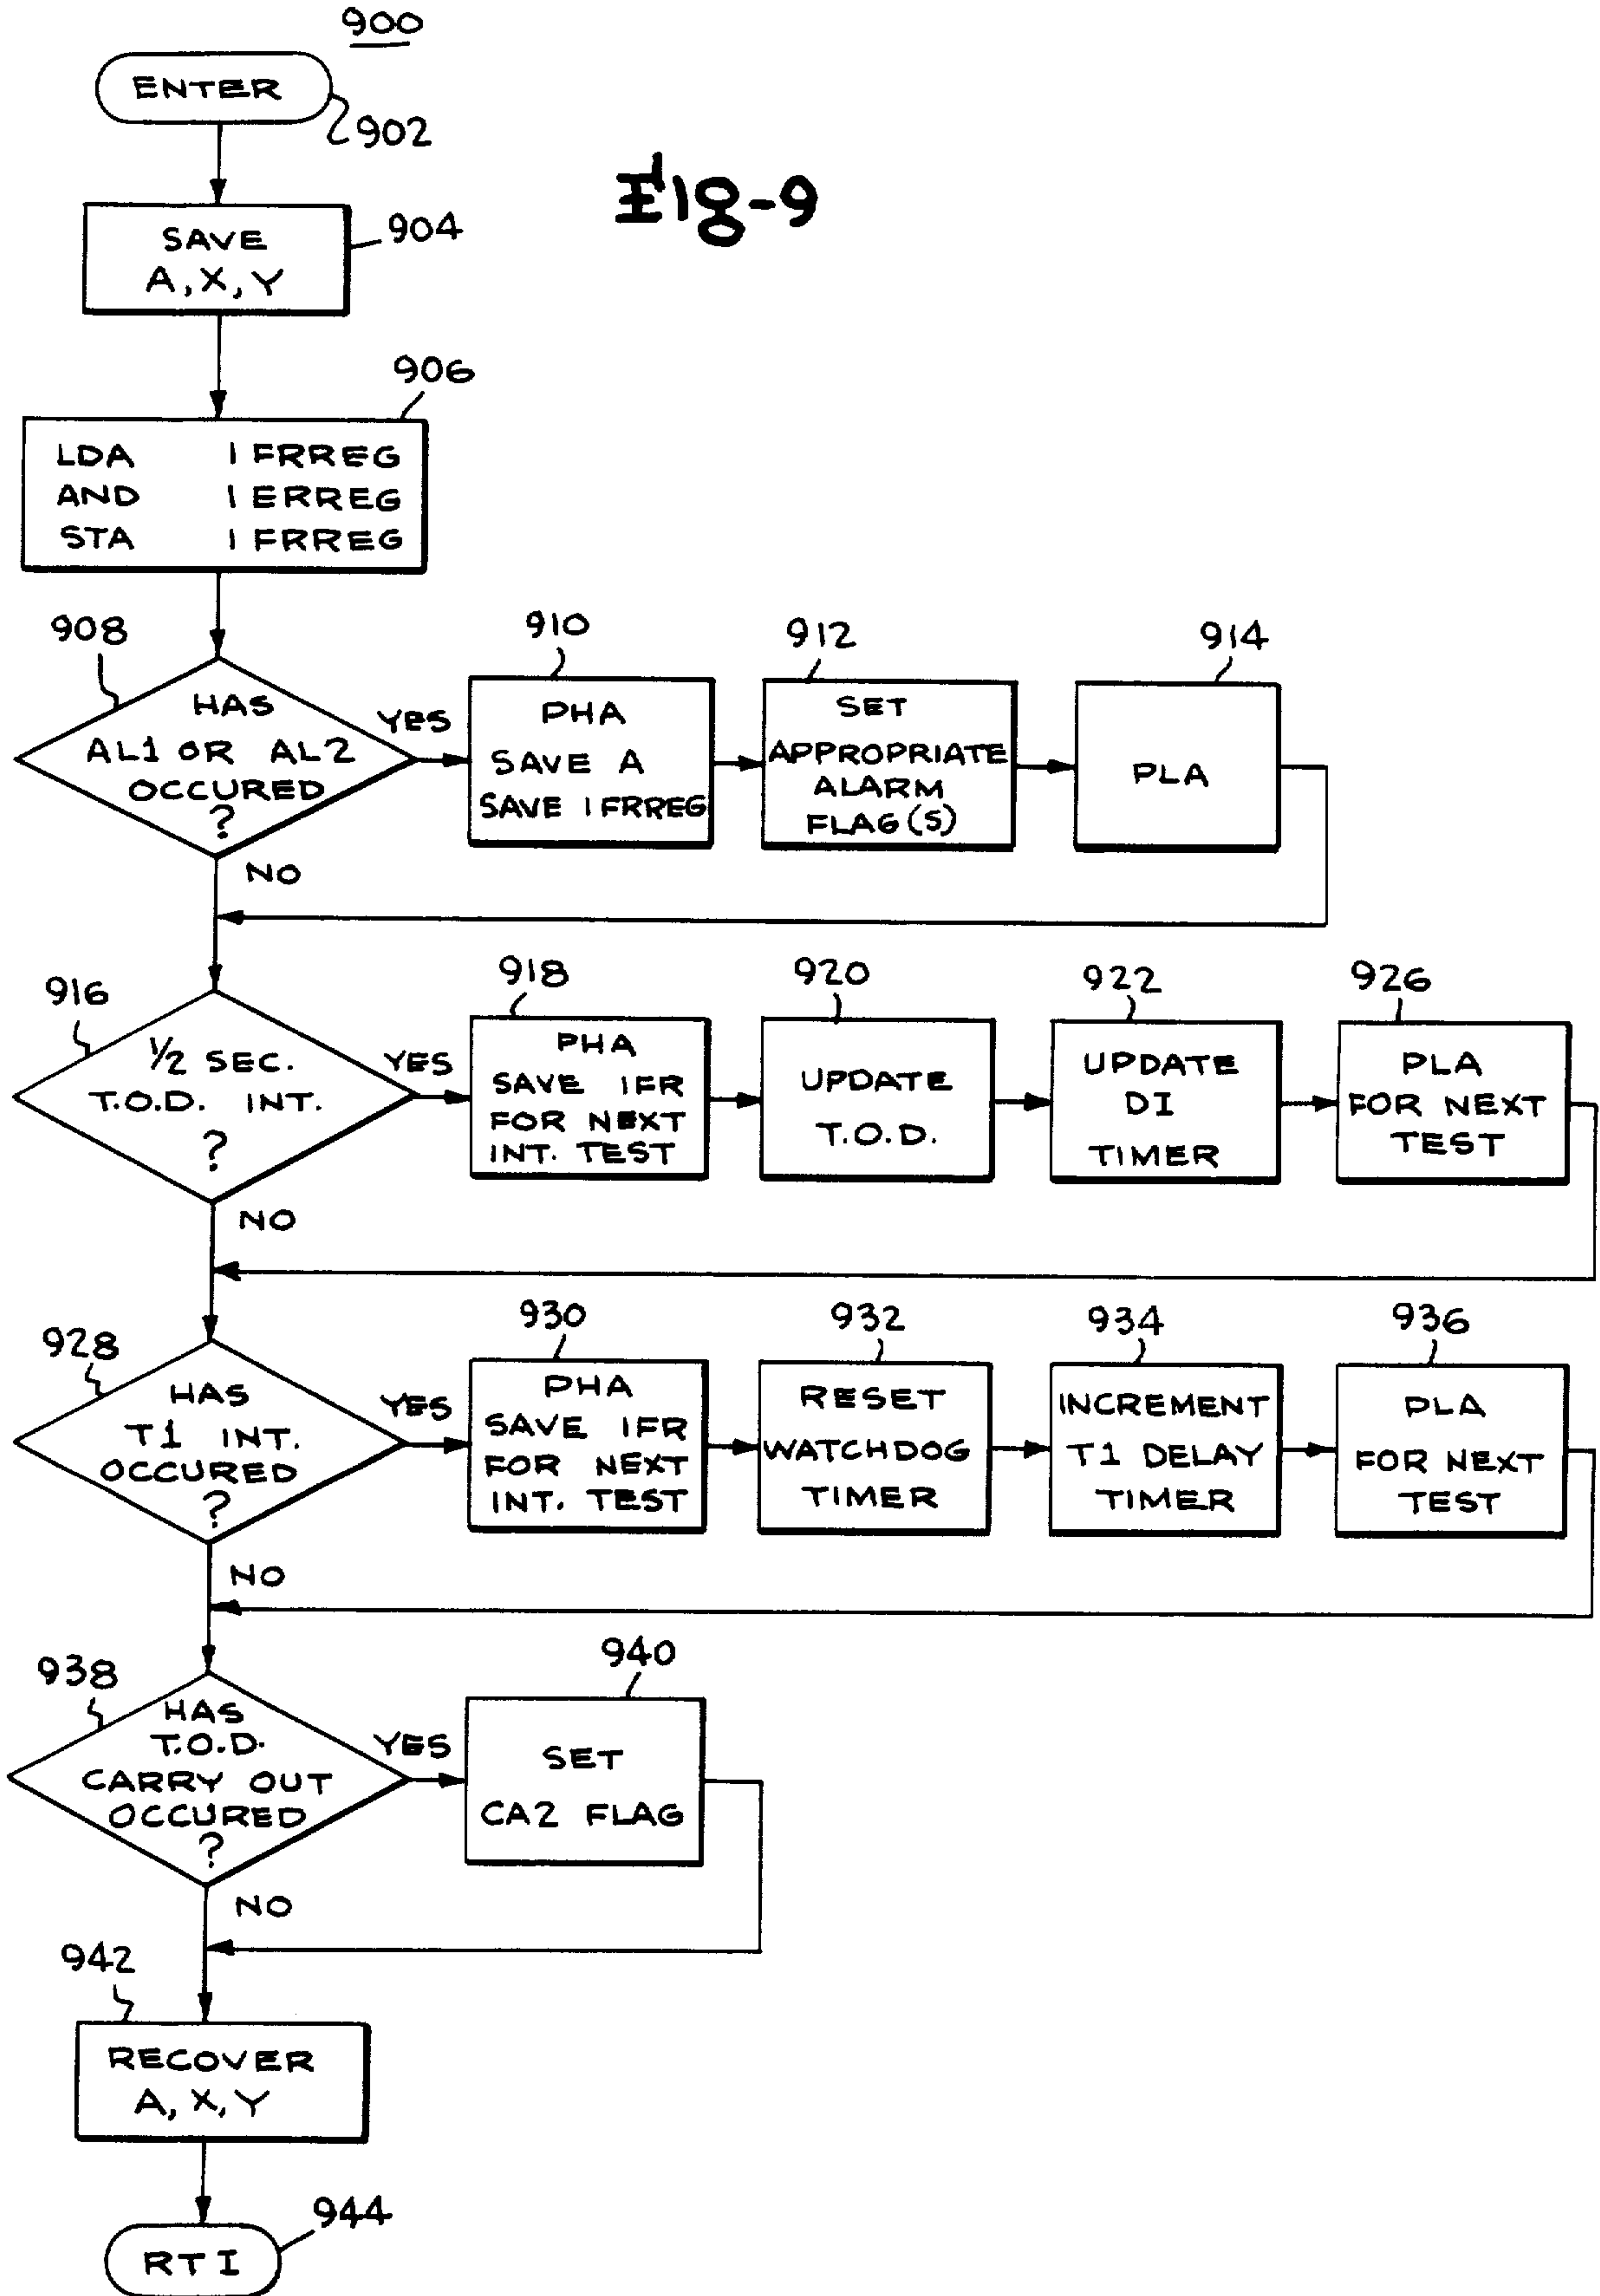 900
ENTER
902
Fig-9
SAVE
A, X, Y
904
906
LDA IFRREG
AND IERREG
STA IFRREG
908
HAS
AL1 OR AL2
OCCURED
?
YES
NO
910
PHA
SAVE A
SAVE IFRREG
912
SET
APPROPRIATE
ALARM
FLAG(S)
914
PLA
916
1/2 SEC.
T.O.D. INT.
?
YES
NO
918
PHA
SAVE IFR
FOR NEXT
INT. TEST
920
UPDATE
T.O.D.
922
UPDATE
DI
TIMER
926
PLA
FOR NEXT
TEST
928
HAS
T1 INT.
OCCURED
?
YES
NO
930
PHA
SAVE IFR
FOR NEXT
INT. TEST
932
RESET
WATCHDOG
TIMER
934
INCREMENT
T1 DELAY
TIMER
936
PLA
FOR NEXT
TEST
938
HAS
T.O.D.
CARRY OUT
OCCURED
?
YES
NO
940
SET
CA2 FLAG
942
RECOVER
A, X, Y
RTI
944